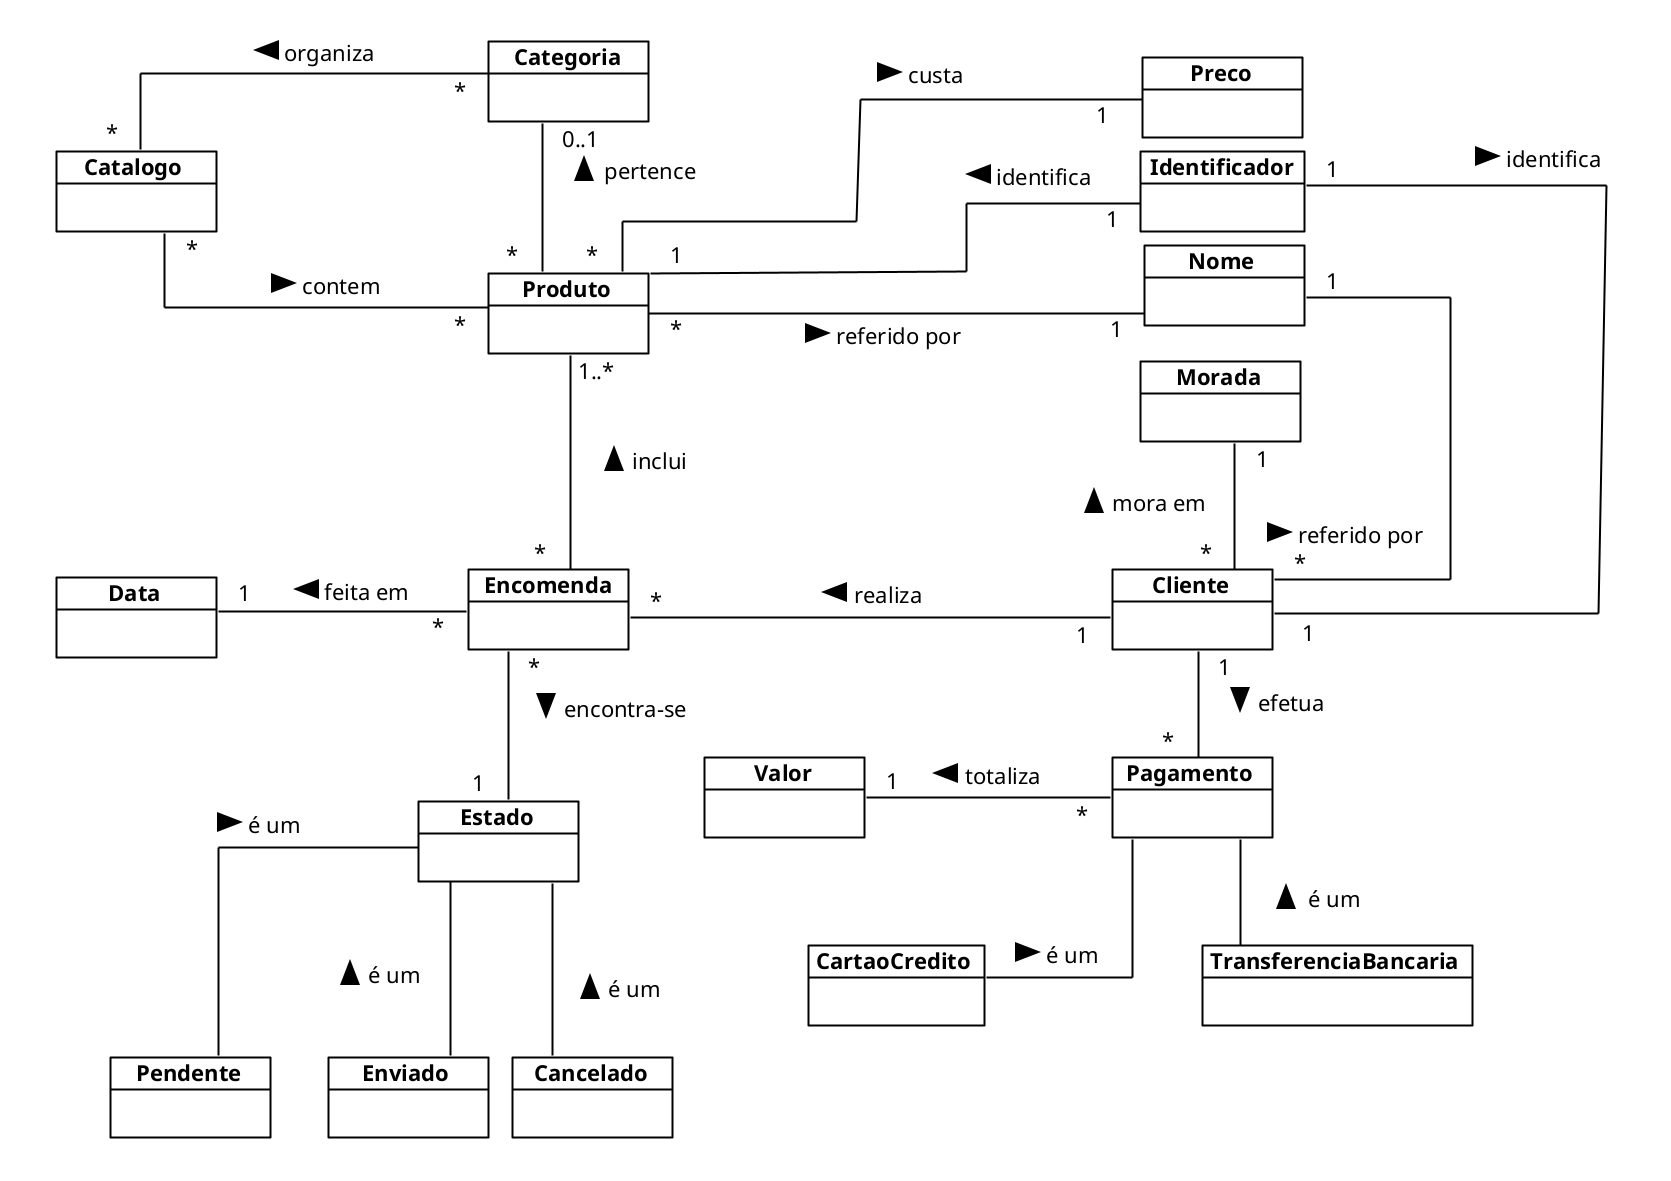 organiza
Categoria
*
*
Catalogo
*
contem
*
0..1
pertence
*
*
custa
Preco
1
Identificador
1
identifica
identifica
1
1
Produto
Nome
1
*
referido por
1
1..*
Morada
1
inclui
mora em
referido por
*
*
*
Data
1
feita em
*
Encomenda
*
realiza
1
Cliente
1
*
encontra-se
1
efetua
*
1
Estado
Valor
1
totaliza
*
Pagamento
é um
é um
é um
é um
CartaoCredito
é um
TransferenciaBancaria
Pendente
Enviado
Cancelado